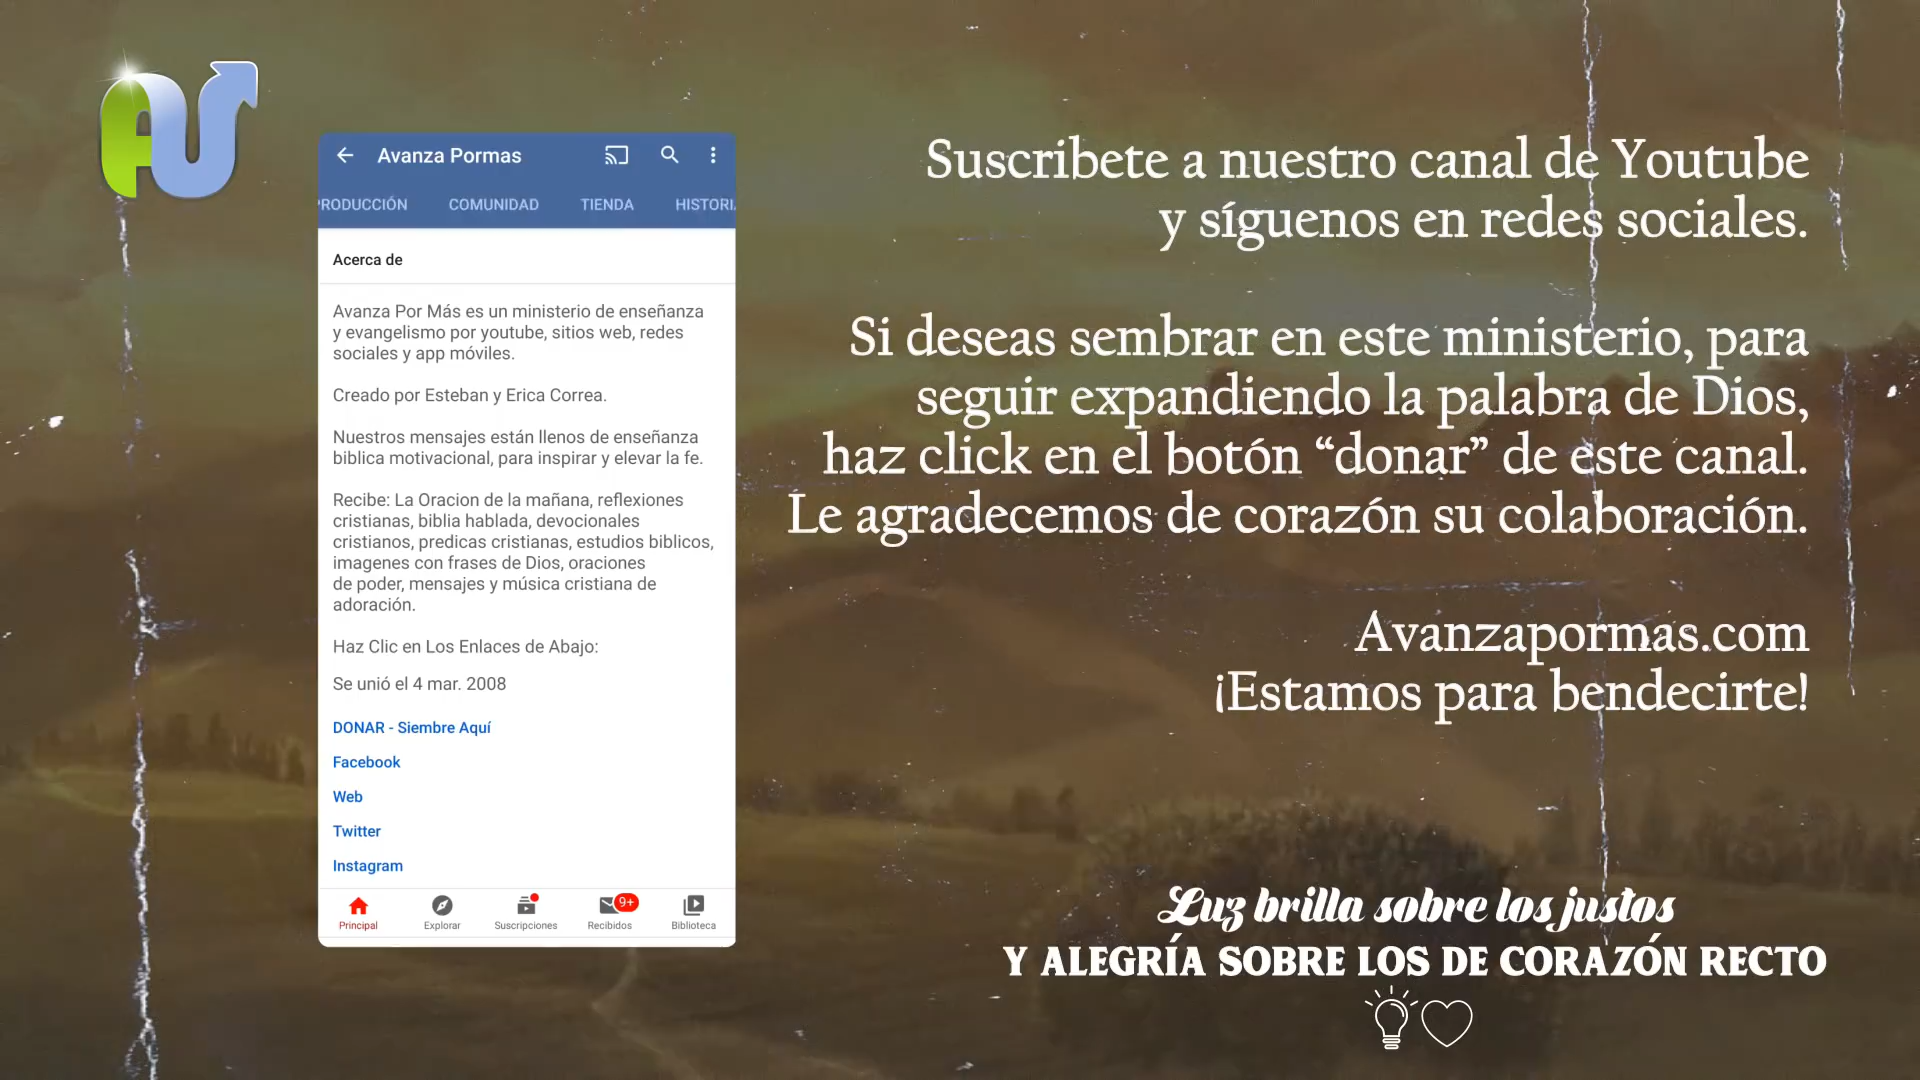 Avanza Pormas
RODUCCIÓN COMUNIDAD TIENDA HISTORI
Acerca de
Avanza Por Más es un ministerio de enseñanza
y evangelismo por youtube, sitios web, redes
sociales y app móviles.
Creado por Esteban y Erica Correa.
Nuestros mensajes están llenos de enseñanza
biblica motivacional, para inspirar y elevar la fe.
Recibe: La Oracion de la mañana, reflexiones
cristianas, biblia hablada, devocionales
cristianos, predicas cristianas, estudios biblicos,
imagenes con frases de Dios, oraciones
de poder, mensajes y música cristiana de
adoración.
Haz Clic en Los Enlaces de Abajo:
Se unió el 4 mar. 2008
DONAR - Siembre Aquí
Facebook
Web
Twitter
Instagram
9+
Principal Explorar Suscripciones Recibidos Biblioteca
Suscribete a nuestro canal de Youtube
y síguenos en redes sociales.
Si deseas sembrar en este ministerio, para
seguir expandiendo la palabra de Dios,
haz click en el botón “donar” de este canal.
Le agradecemos de corazón su colaboración.
Avanzapormas.com
¡Estamos para bendecirte!
Luz brilla sobre los justos
Y ALEGRÍA SOBRE LOS DE CORAZÓN RECTO